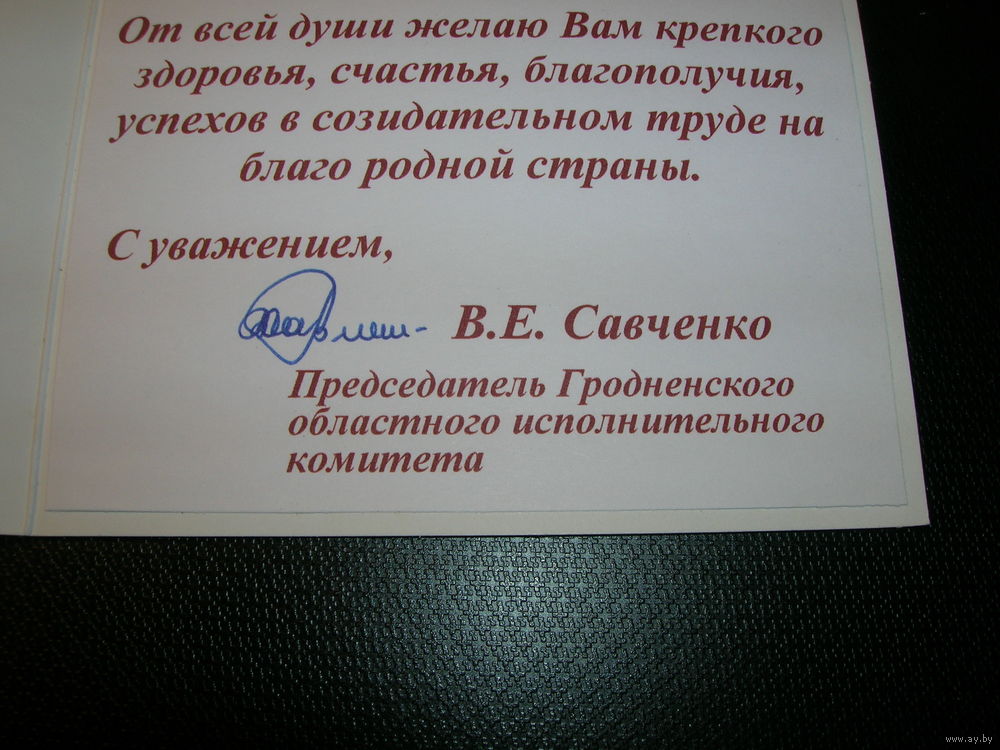 От всей души желаю Вам крепкого
здоровья, счастья, благополучия,
успехов в созидательном труде на
благо родной страны.
С уважением,
В.Е. Савченко
Председатель Гродненского
областного исполнительного
комитета
www.ay.by